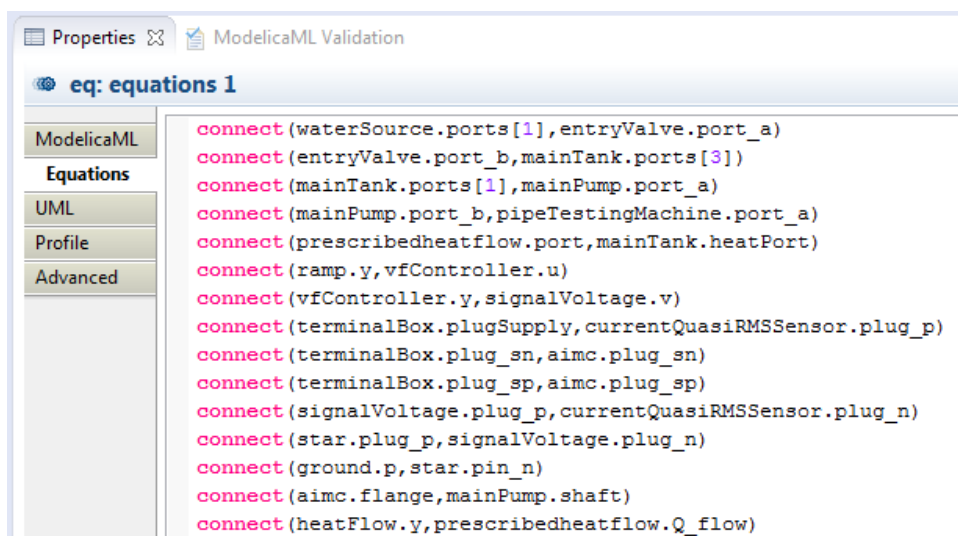 Properties ModelicaML Validation
eq: equations 1
ModelicaML
Equations
UML
Profile
Advanced
connect(waterSource.ports[1],entryValve.port_a)
connect(entryValve.port_b,mainTank.ports[3])
connect(mainTank.ports[1],mainPump.port_a)
connect(mainPump.port_b,pipeTestingMachine.port_a)
connect(prescribedheatflow.port,mainTank.heatPort)
connect(ramp.y,vfController.u)
connect(vfController.y,signalVoltage.v)
connect(terminalBox.plugSupply,currentQuasiRMSSensor.plug_p)
connect(terminalBox.plug_sn,aimc.plug_sn)
connect(terminalBox.plug_sp,aimc.plug_sp)
connect(signalVoltage.plug_p,currentQuasiRMSSensor.plug_n)
connect(star.plug_p,signalVoltage.plug_n)
connect(ground.p,star.pin_n)
connect(aimc.flange,mainPump.shaft)
connect(heatFlow.y,prescribedheatflow.Q_flow)